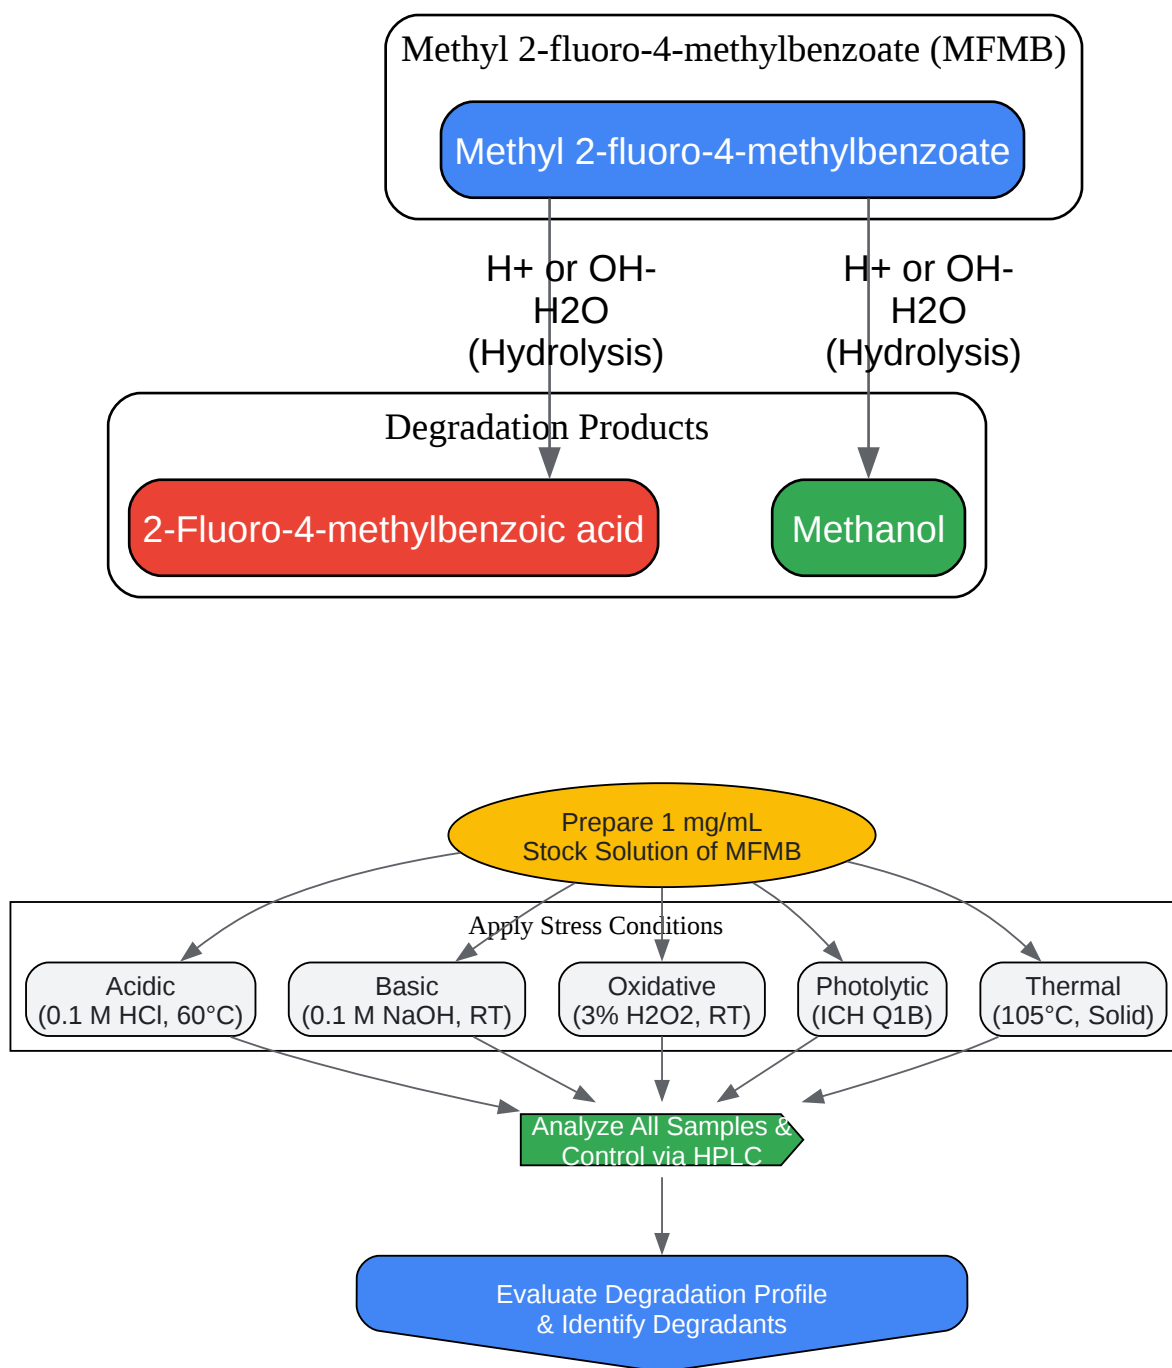 Methyl 2-fluoro-4-methylbenzoate (MFMB)
Methyl 2-fluoro-4-methylbenzoate
H+ or OH-
H2O
(Hydrolysis)
H+ or OH-
H2O
(Hydrolysis)
Degradation Products
2-Fluoro-4-methylbenzoic acid
Methanol
Prepare 1 mg/mL
Stock Solution of MFMB
Apply Stress Conditions
Acidic
(0.1 M HCl, 60°C)
Basic
(0.1 M NaOH, RT)
Oxidative
(3% H2O2, RT)
Photolytic
(ICH Q1B)
Thermal
(105°C, Solid)
Analyze All Samples &
Control via HPLC
Evaluate Degradation Profile
& Identify Degradants